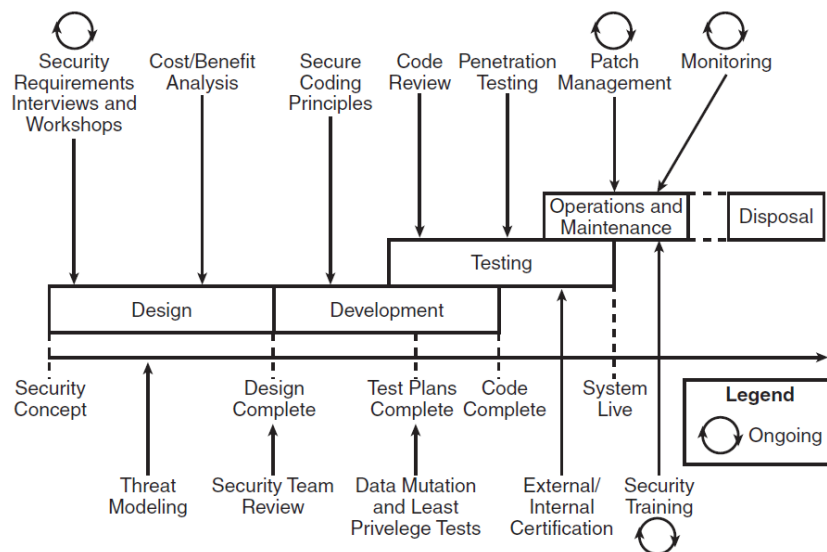 Security
Requirements
Interviews and
Workshops
Cost/Benefit
Analysis
Secure
Coding
Principles
Code
Review
Penetration
Testing
Patch
Management
Monitoring
Operations and
Maintenance
Disposal
Testing
Design
Development
Security
Concept
Design
Complete
Test Plans
Complete
Code
Complete
System
Live
Legend
Ongoing
Threat
Modeling
Security Team
Review
Data Mutation
and Least
Privelege Tests
External/
Internal
Certification
Security
Training